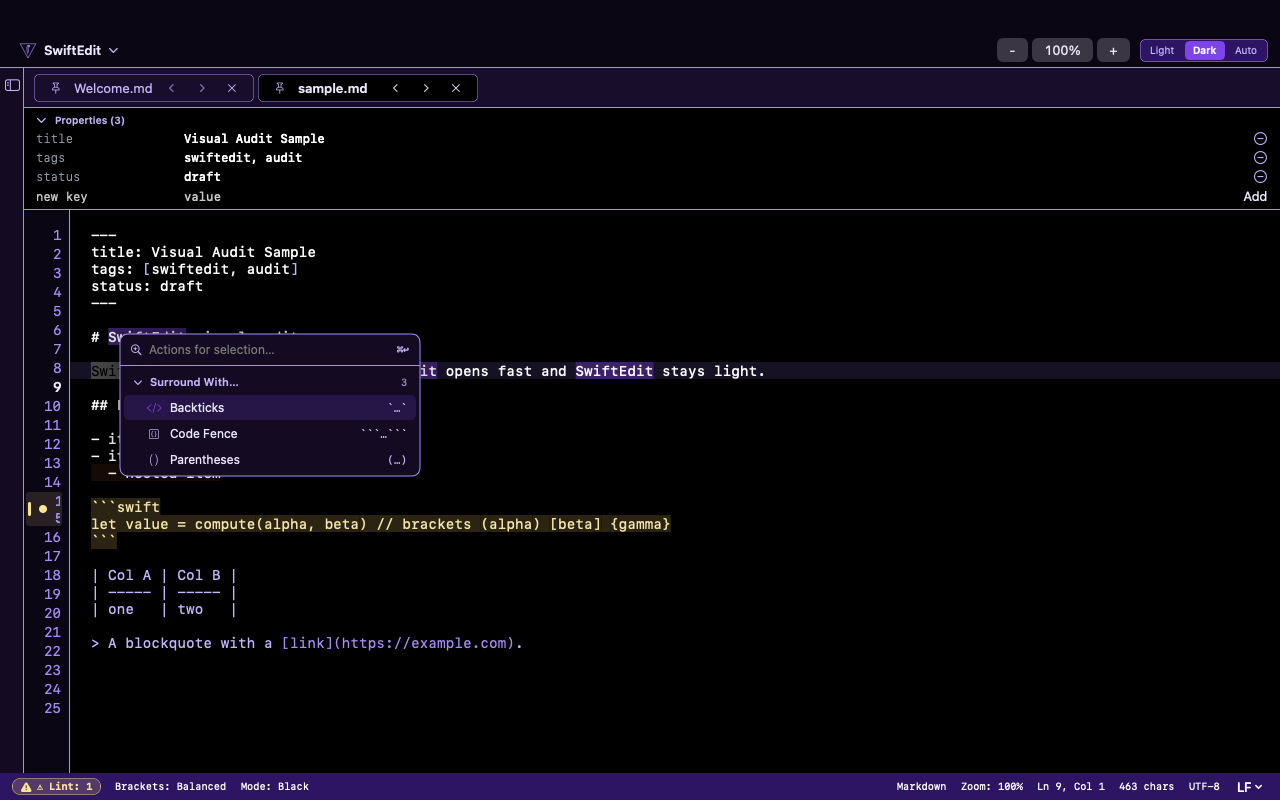 SwiftEdit
- 100% + Light Dark Auto
Welcome.md sample.md
Properties (3)
title Visual Audit Sample
tags swiftedit, audit
status draft
new key value Add
1 ---
2 title: Visual Audit Sample
3 tags: [swiftedit, audit]
4 status: draft
5 ---
6
7 # SwiftEdit
8
9 opens fast and SwiftEdit stays light.
10 ##
11
12 -
13 -
14 -
15 ```swift
16 let value = compute(alpha, beta) // brackets (alpha) [beta] {gamma}
17 ```
18 | Col A | Col B |
19 | ----- | ----- |
20 | one | two |
21
22 > A blockquote with a [link](https://example.com).
23
24
25
Actions for selection... ⌘↩
Surround With... 3
</> Backticks `…`
Code Fence ```…```
() Parentheses (…)
⚠ Lint: 1 Brackets: Balanced Mode: Black Markdown Zoom: 100% Ln 9, Col 1 463 chars UTF-8 LF